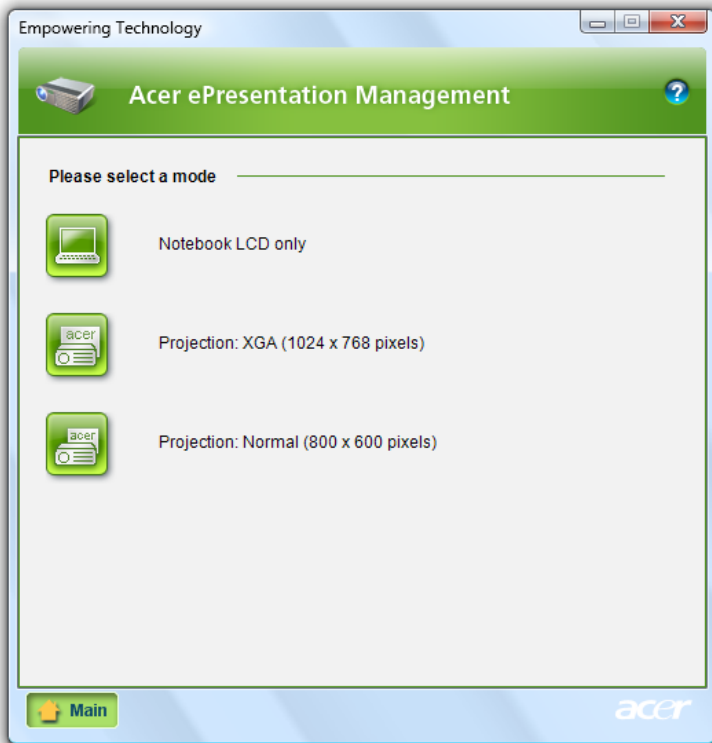 Empowering Technology
Acer ePresentation Management
?
Please select a mode
Notebook LCD only
acer
Projection: XGA (1024 x 768 pixels)
acer
Projection: Normal (800 x 600 pixels)
Main
acer